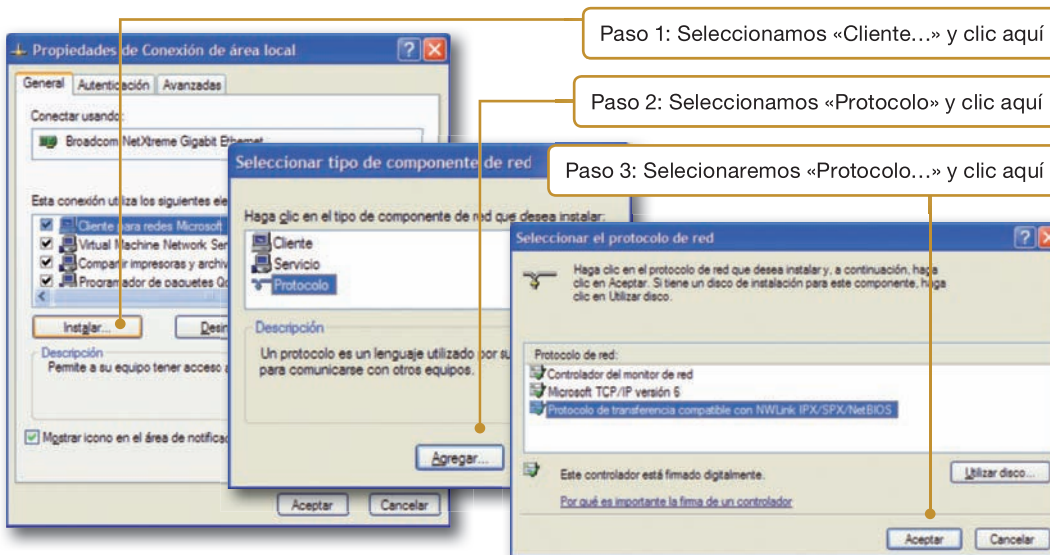 Paso 1: Seleccionamos «Cliente…» y clic aquí
Paso 2: Seleccionamos «Protocolo» y clic aquí
Paso 3: Selecionaremos «Protocolo…» y clic aquí
Propiedades de Conexión de área local
General Autenticación Avanzadas
Conectar usando:
Broadcom NetXtreme Gigabit Ethernet
Esta conexión utiliza los siguientes
Cliente para redes Microsoft
Virtual Machine Network
Compartir impresoras y
Programador de paquetes
Instalar...
Descripción
Permite a su equipo tener acceso
Mostrar icono en el área de
Aceptar Cancelar
Seleccionar tipo de componente de red
Haga clic en el tipo de componente de red que desea instalar:
Cliente
Servicio
Protocolo
Descripción
Un protocolo es un lenguaje utilizado por
para comunicarse con otros equipos.
Agregar...
Seleccionar el protocolo de red
Haga clic en el protocolo de red que desea instalar y, a continuación, haga
clic en Aceptar. Si tiene un disco de instalación para este componente, haga
clic en Utilizar disco.
Protocolo de red:
Controlador del monitor de red
Microsoft TCP/IP versión 6
Protocolo de transferencia compatible con NWLink IPX/SPX/NetBIOS
Este controlador está firmado digitalmente.
Utilizar disco...
Por qué es importante la firma de un controlador
Aceptar Cancelar